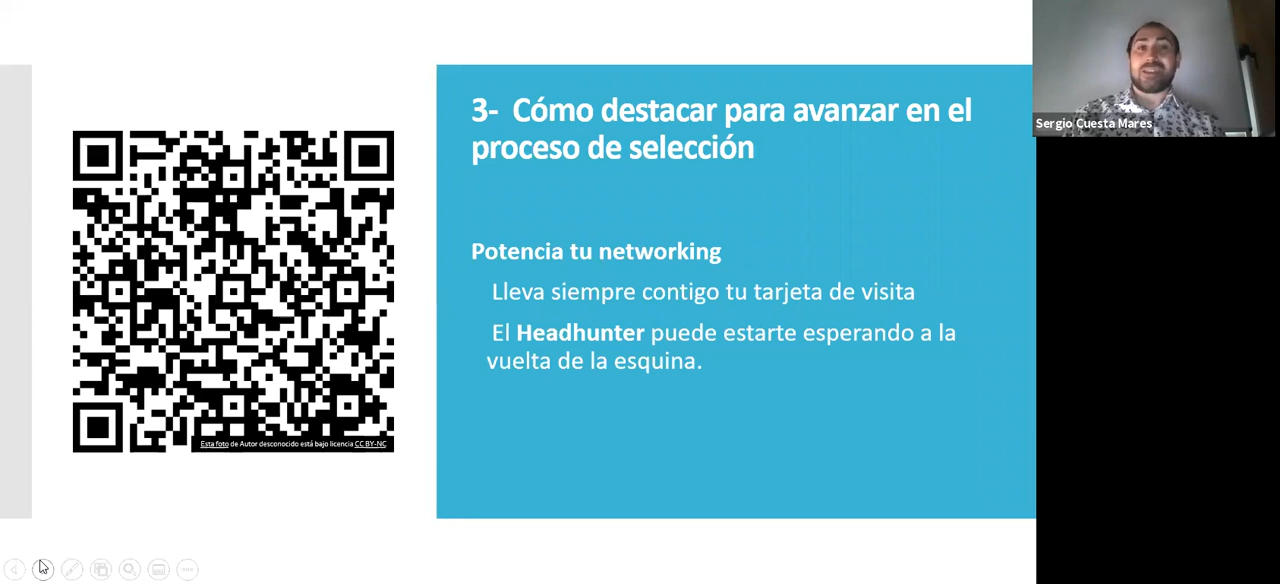 3- Cómo destacar para avanzar en el
proceso de selección
Potencia tu networking
Lleva siempre contigo tu tarjeta de visita
El Headhunter puede estarte esperando a la
vuelta de la esquina.
Esta foto de Autor desconocido está bajo licencia CC BY-NC
Sergio Cuesta Mares